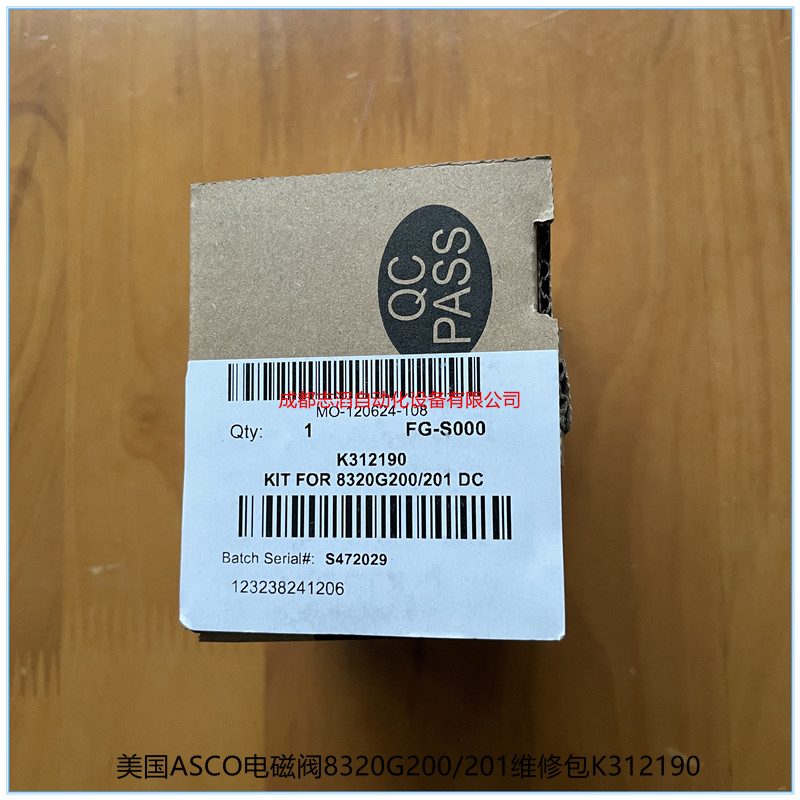 QC
PASS
成都志滔自动化设备有限公司
MO-120624-108
Qty: 1 FG-S000
K312190
KIT FOR 8320G200/201 DC
Batch Serial#: S472029
123238241206
美国ASCO电磁阀8320G200/201维修包K312190